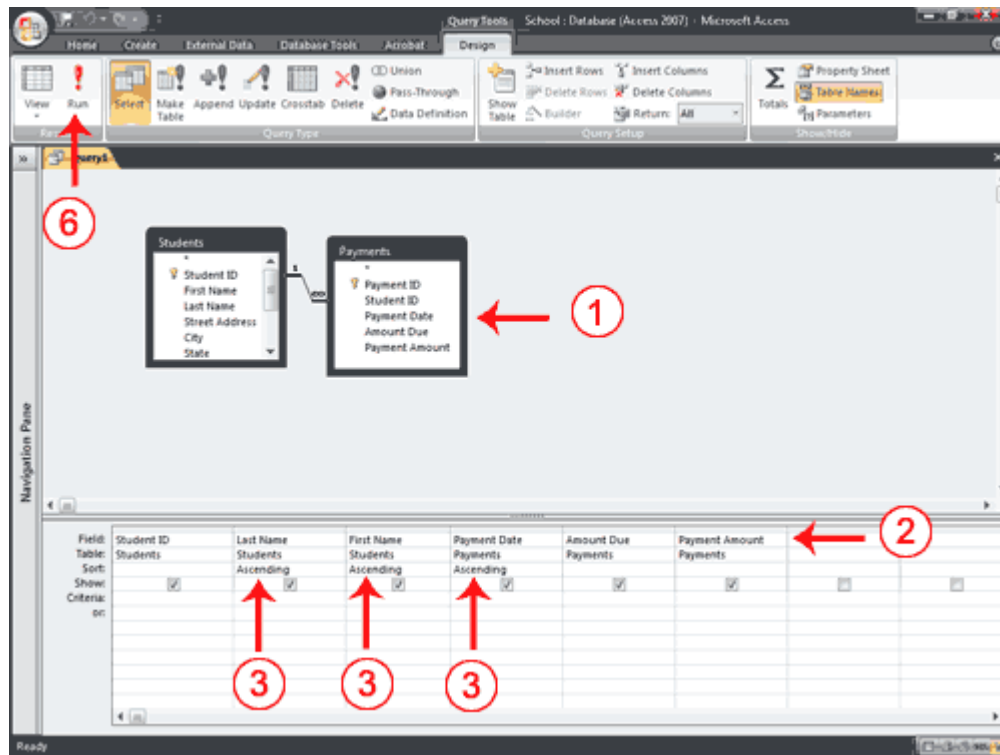 Query Tools School : Database (Access 2007) - Microsoft Access
Home Create External Data Database Tools Acrobat Design
View Run Select Make Table Append Update Crosstab Delete
Union
Pass-Through
Data Definition
Show Table
Insert Rows
Delete Rows
Builder
Insert Columns
Delete Columns
Return: All
Σ Totals
Property Sheet
Table Names
Parameters
Query Type Query Setup Show/Hide
Query1
6
Students
*
Student ID
First Name
Last Name
Street Address
City
State
1 ∞
Payments
*
Payment ID
Student ID
Payment Date
Amount Due
Payment Amount
1
Navigation Pane
2
Field: Student ID Last Name First Name Payment Date Amount Due Payment Amount
Table: Students Students Students Payments Payments Payments
Sort: Ascending Ascending Ascending
Show:
Criteria:
or:
3 3 3
Ready